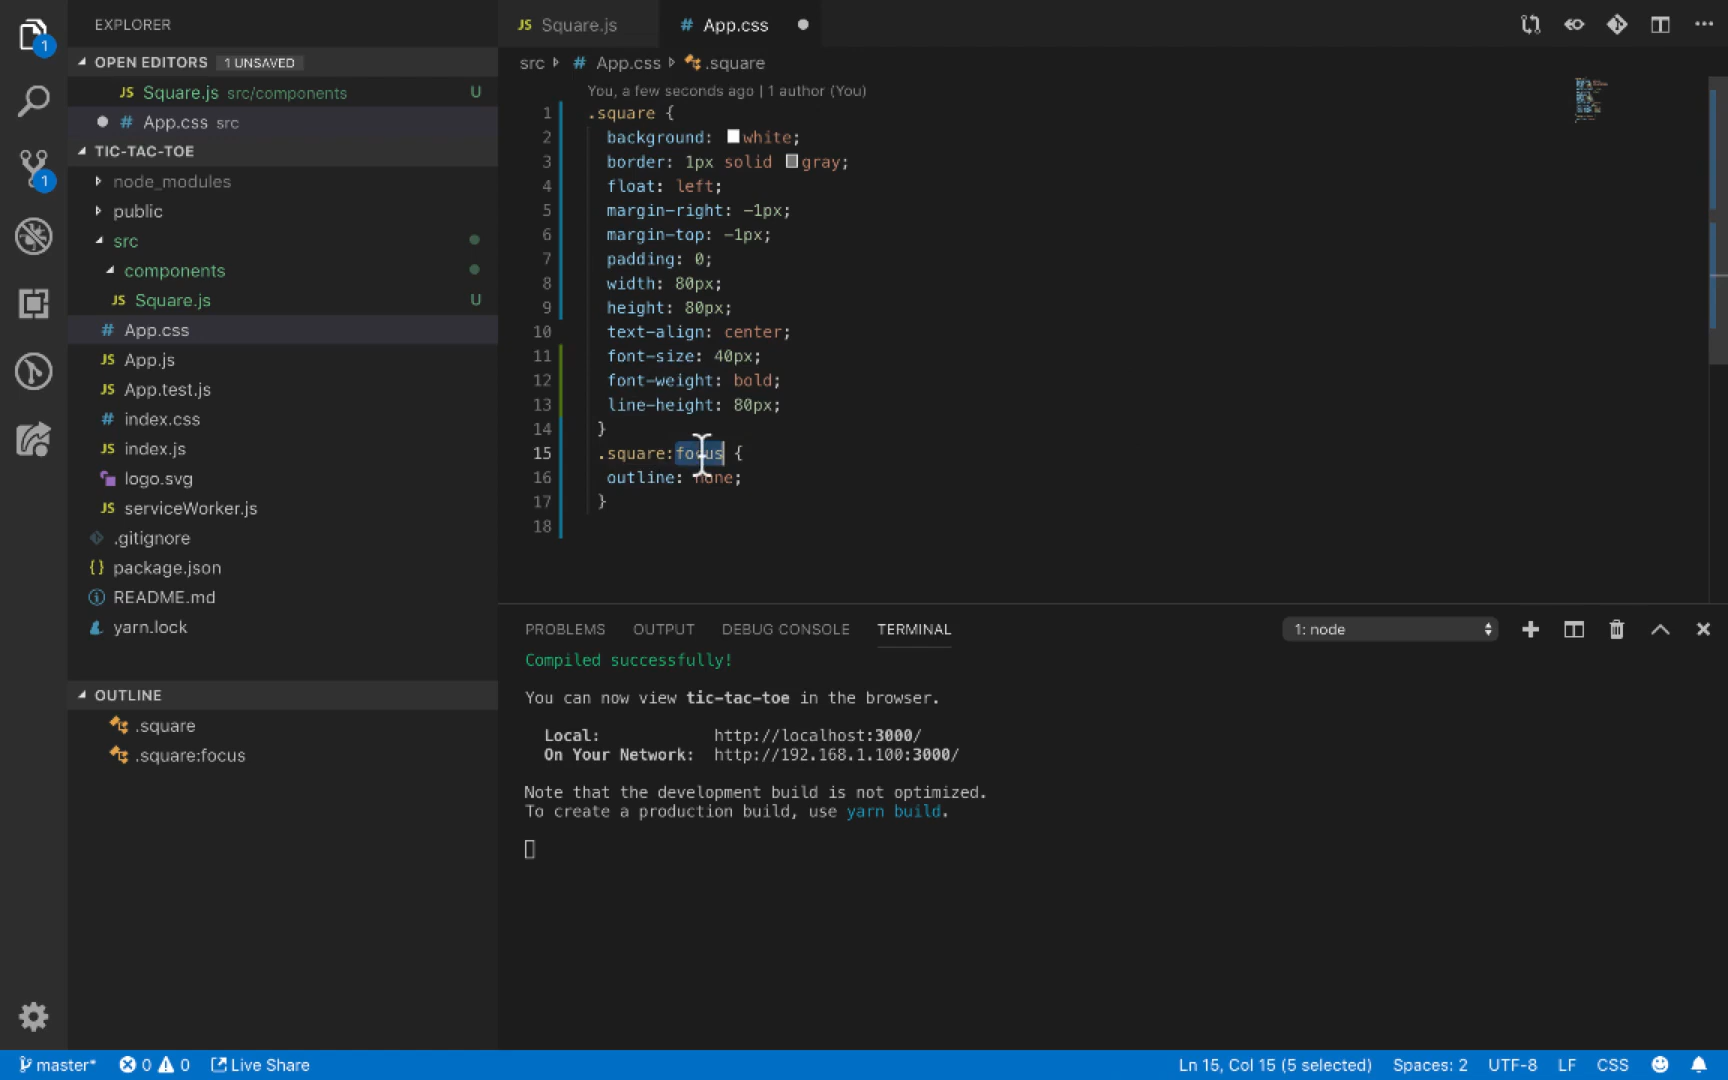 EXPLORER
OPEN EDITORS 1 UNSAVED
JS Square.js src/components U
# App.css src
TIC-TAC-TOE
node_modules
public
src
components
JS Square.js U
# App.css
JS App.js
JS App.test.js
# index.css
JS index.js
logo.svg
JS serviceWorker.js
.gitignore
{} package.json
README.md
yarn.lock
OUTLINE
.square
.square:focus
1
1
JS Square.js
# App.css
src # App.css .square
You, a few seconds ago | 1 author (You)
1 .square {
2 background: white;
3 border: 1px solid gray;
4 float: left;
5 margin-right: -1px;
6 margin-top: -1px;
7 padding: 0;
8 width: 80px;
9 height: 80px;
10 text-align: center;
11 font-size: 40px;
12 font-weight: bold;
13 line-height: 80px;
14 }
15 .square:focus {
16 outline: none;
17 }
18
PROBLEMS OUTPUT DEBUG CONSOLE TERMINAL 1: node
Compiled successfully!
You can now view tic-tac-toe in the browser.
Local: http://localhost:3000/
On Your Network: http://192.168.1.100:3000/
Note that the development build is not optimized.
To create a production build, use yarn build.
master* 0 0 Live Share Ln 15, Col 15 (5 selected) Spaces: 2 UTF-8 LF CSS